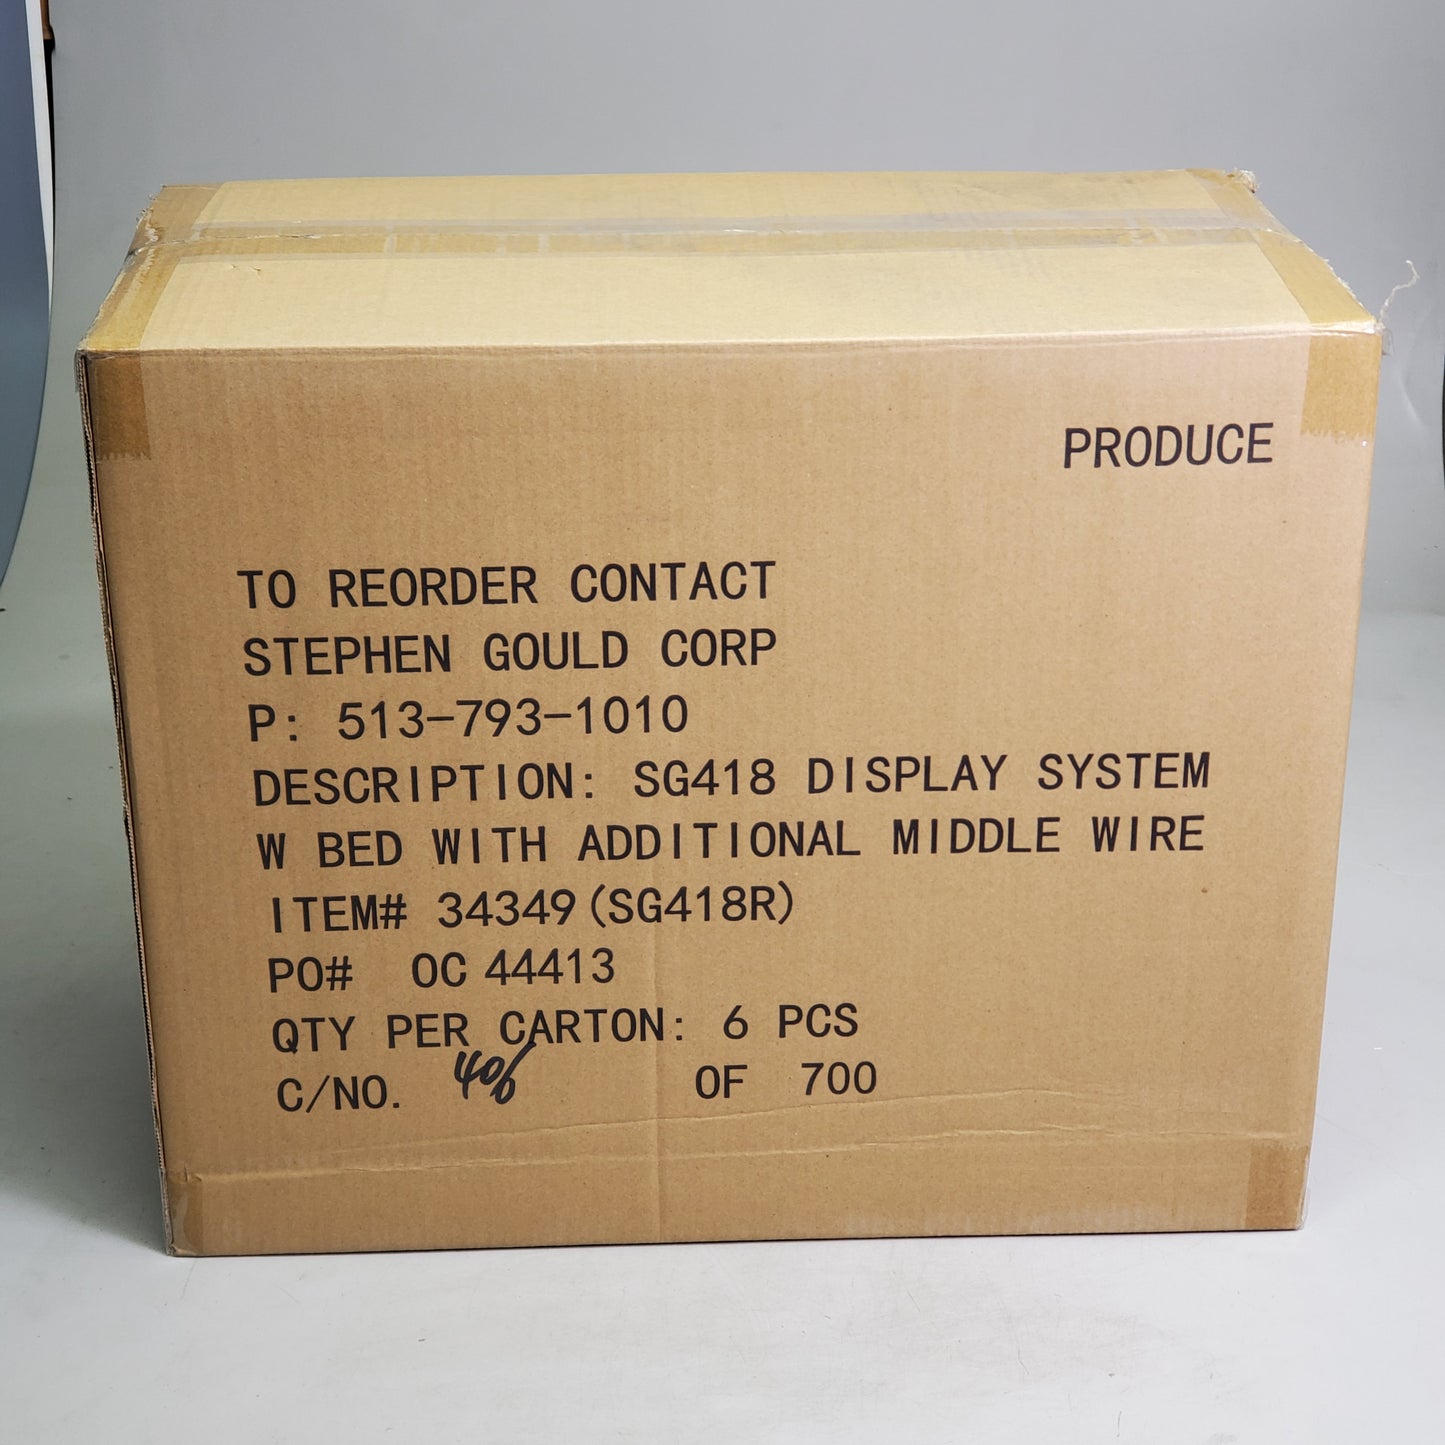 PRODUCE
TO REORDER CONTACT
STEPHEN GOULD CORP
P: 513-793-1010
DESCRIPTION: SG418 DISPLAY SYSTEM
W BED WITH ADDITIONAL MIDDLE WIRE
ITEM# 34349(SG418R)
PO# OC 44413
QTY PER CARTON: 6 PCS
C/NO. 406 OF 700